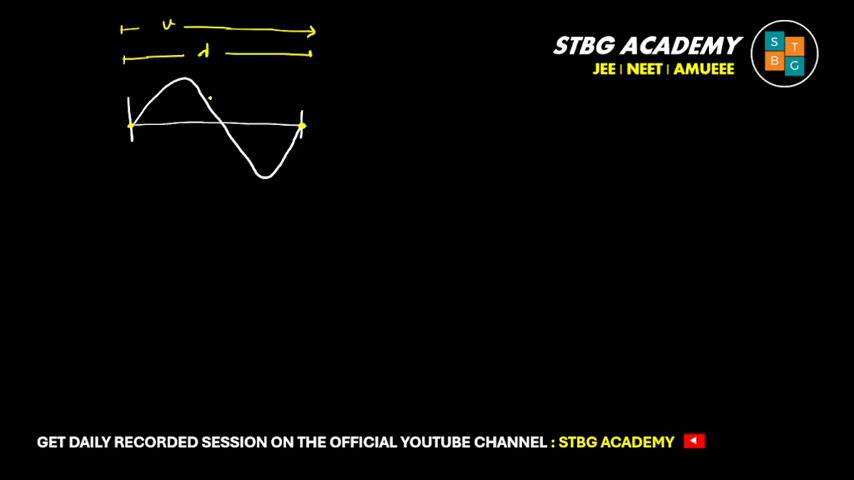 v
λ
STBG ACADEMY
JEE | NEET | AMUEEE
S T
B G
GET DAILY RECORDED SESSION ON THE OFFICIAL YOUTUBE CHANNEL : STBG ACADEMY